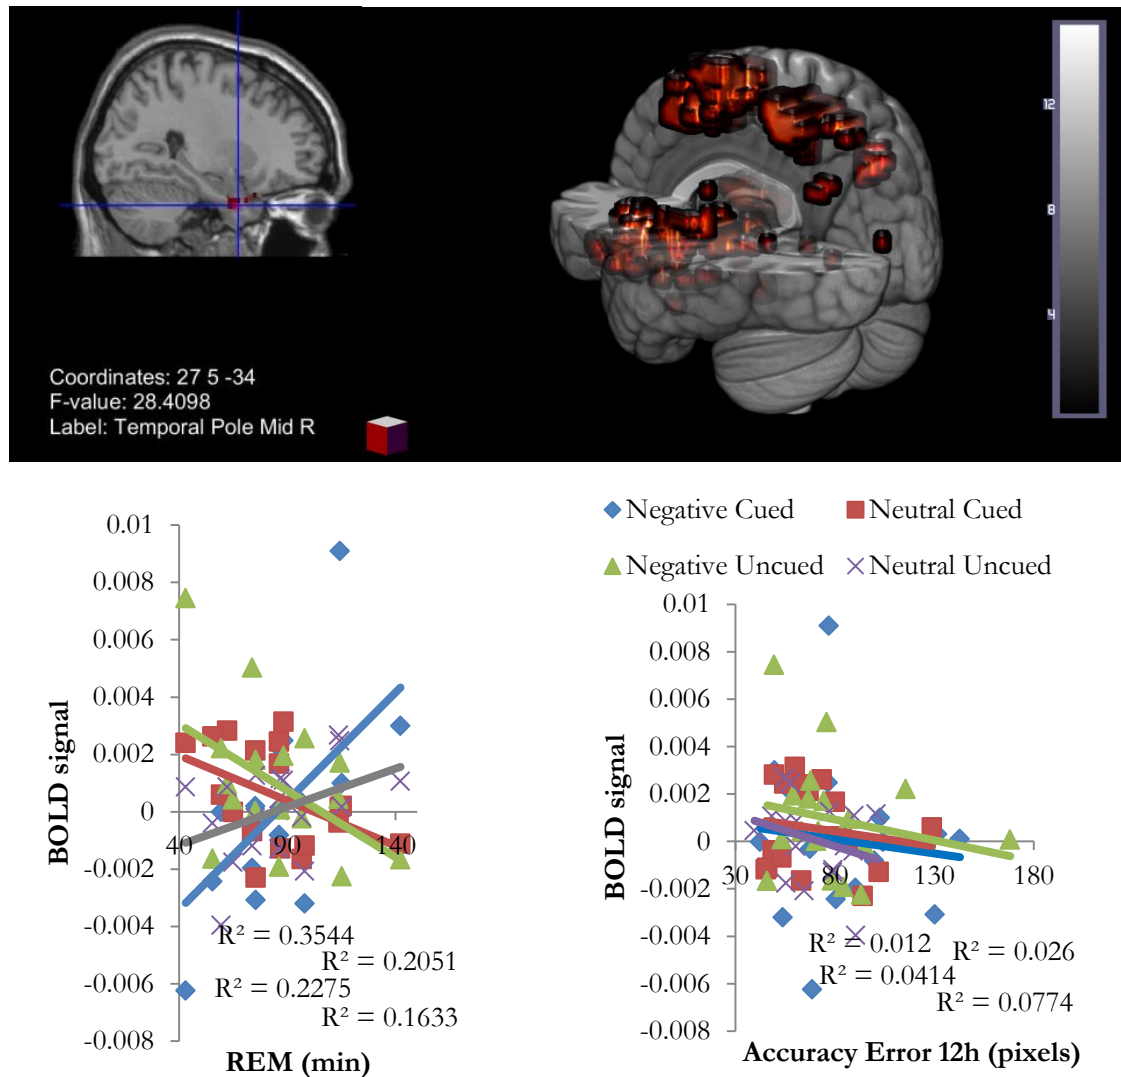 12
8
4
Coordinates: 27 5 -34
F-value: 28.4098
Label: Temporal Pole Mid R
Negative Cued
Neutral Cued
Negative Uncued
Neutral Uncued
0.01
0.008
0.006
0.004
0.002
0
-0.002
-0.004
-0.006
-0.008
BOLD signal
40
90
140
R² = 0.3544
R² = 0.2051
R² = 0.2275
R² = 0.1633
REM (min)
0.01
0.008
0.006
0.004
0.002
0
-0.002
-0.004
-0.006
-0.008
BOLD signal
30
80
130
180
R² = 0.012
R² = 0.026
R² = 0.0414
R² = 0.0774
Accuracy Error 12h (pixels)